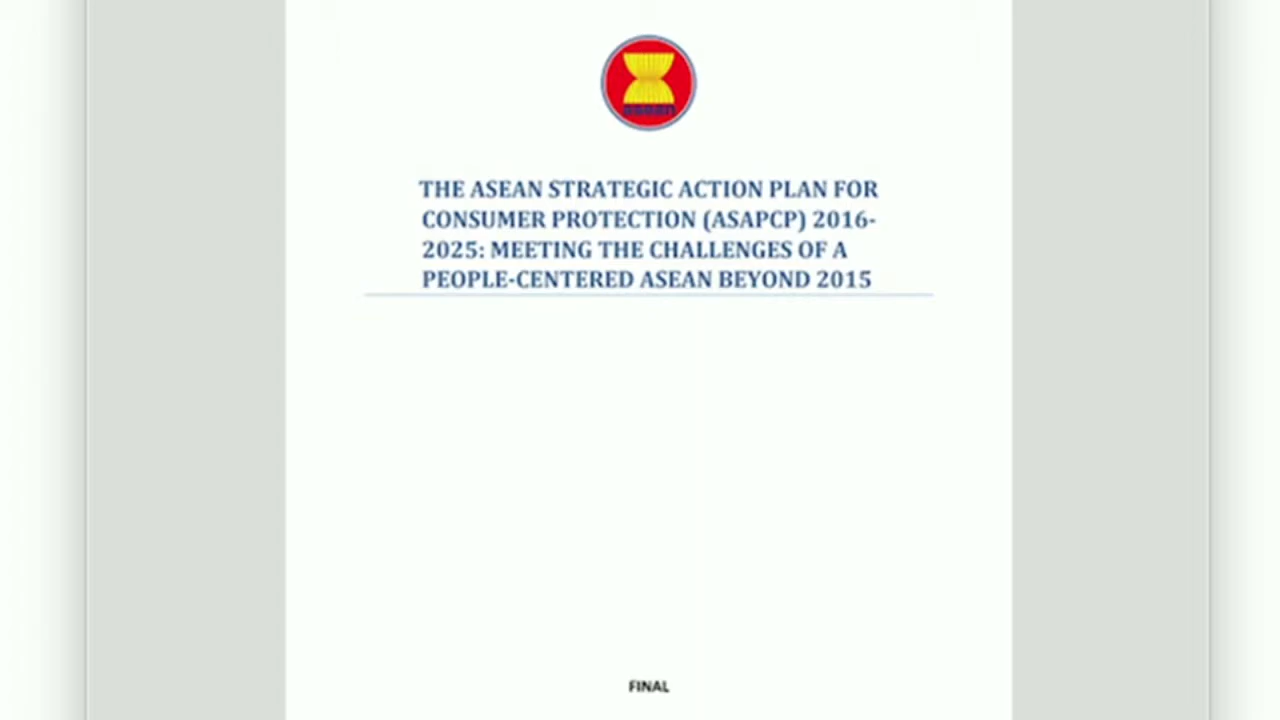 asean
THE ASEAN STRATEGIC ACTION PLAN FOR
CONSUMER PROTECTION (ASAPCP) 2016-
2025: MEETING THE CHALLENGES OF A
PEOPLE-CENTERED ASEAN BEYOND 2015
FINAL